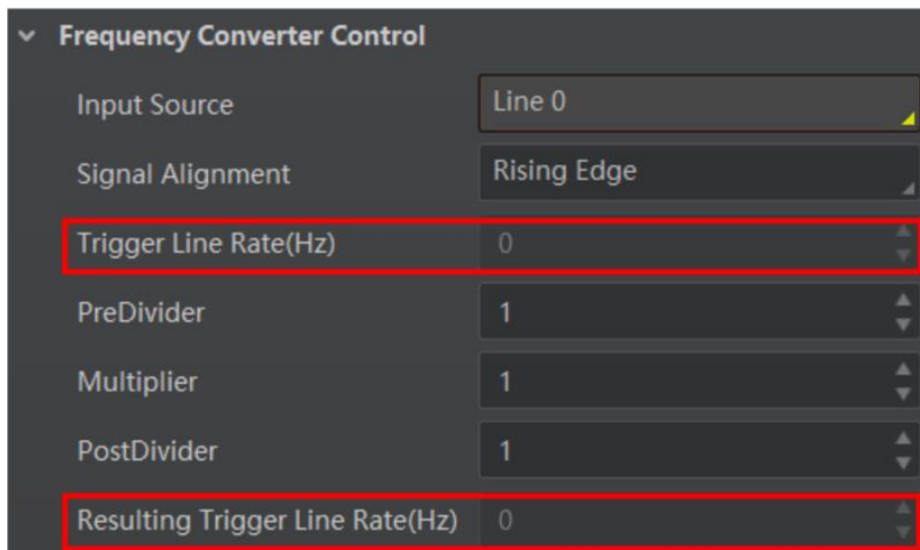 Frequency Converter Control
Input Source Line 0
Signal Alignment Rising Edge
Trigger Line Rate(Hz) 0
PreDivider 1
Multiplier 1
PostDivider 1
Resulting Trigger Line Rate(Hz) 0